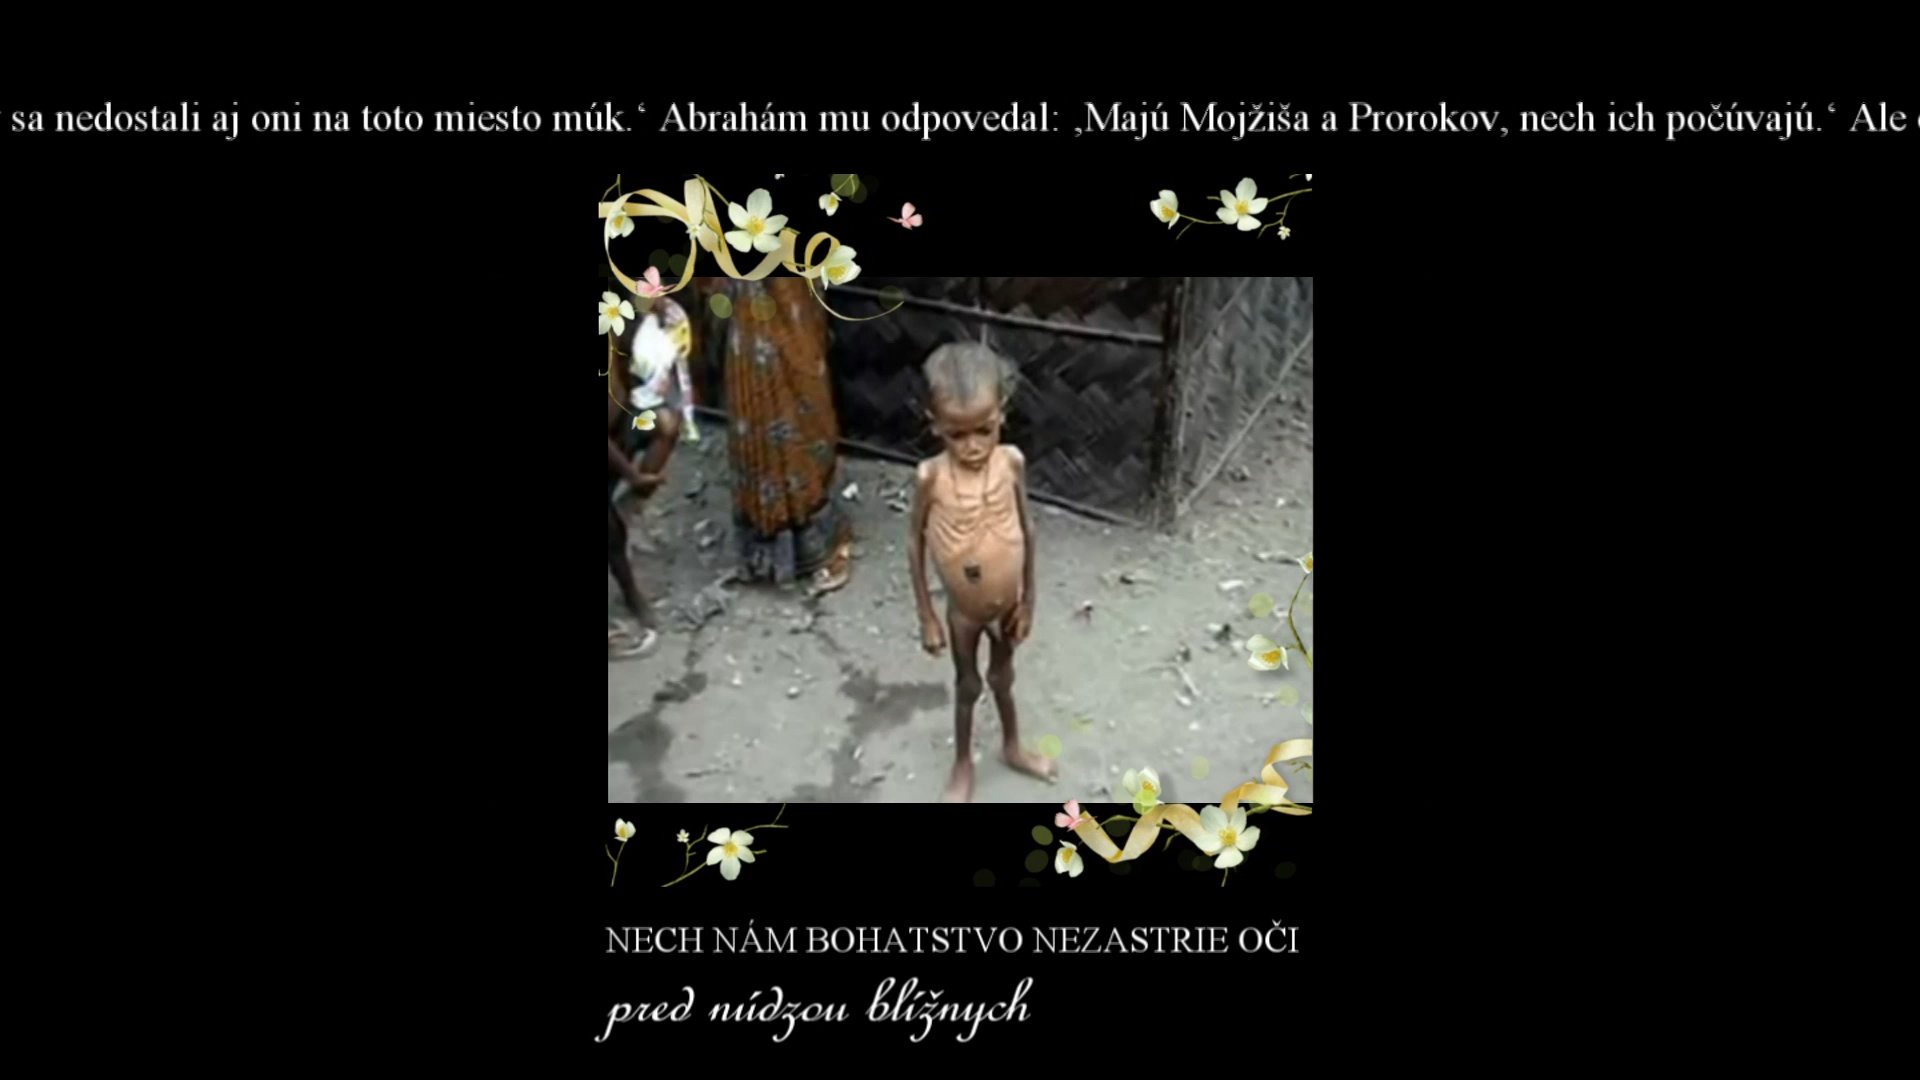 sa nedostali aj oni na toto miesto múk.‘ Abrahám mu odpovedal: ‚Majú Mojžiša a Prorokov, nech ich počúvajú.‘ Ale
NECH NÁM BOHATSTVO NEZASTRIE OČI
pred núdzou blížnych